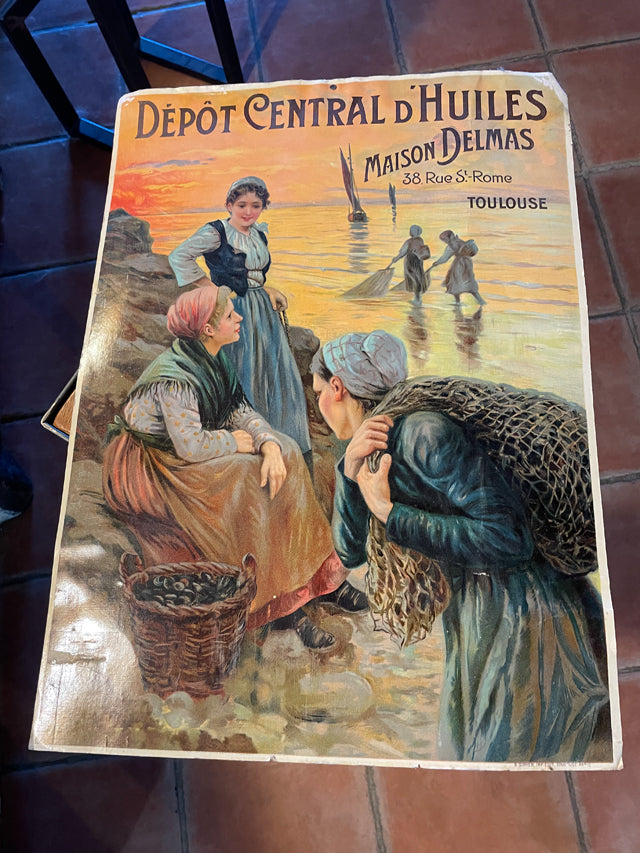 DÉPÔT CENTRAL D'HUILES
MAISON DELMAS
38, Rue St-Rome
TOULOUSE